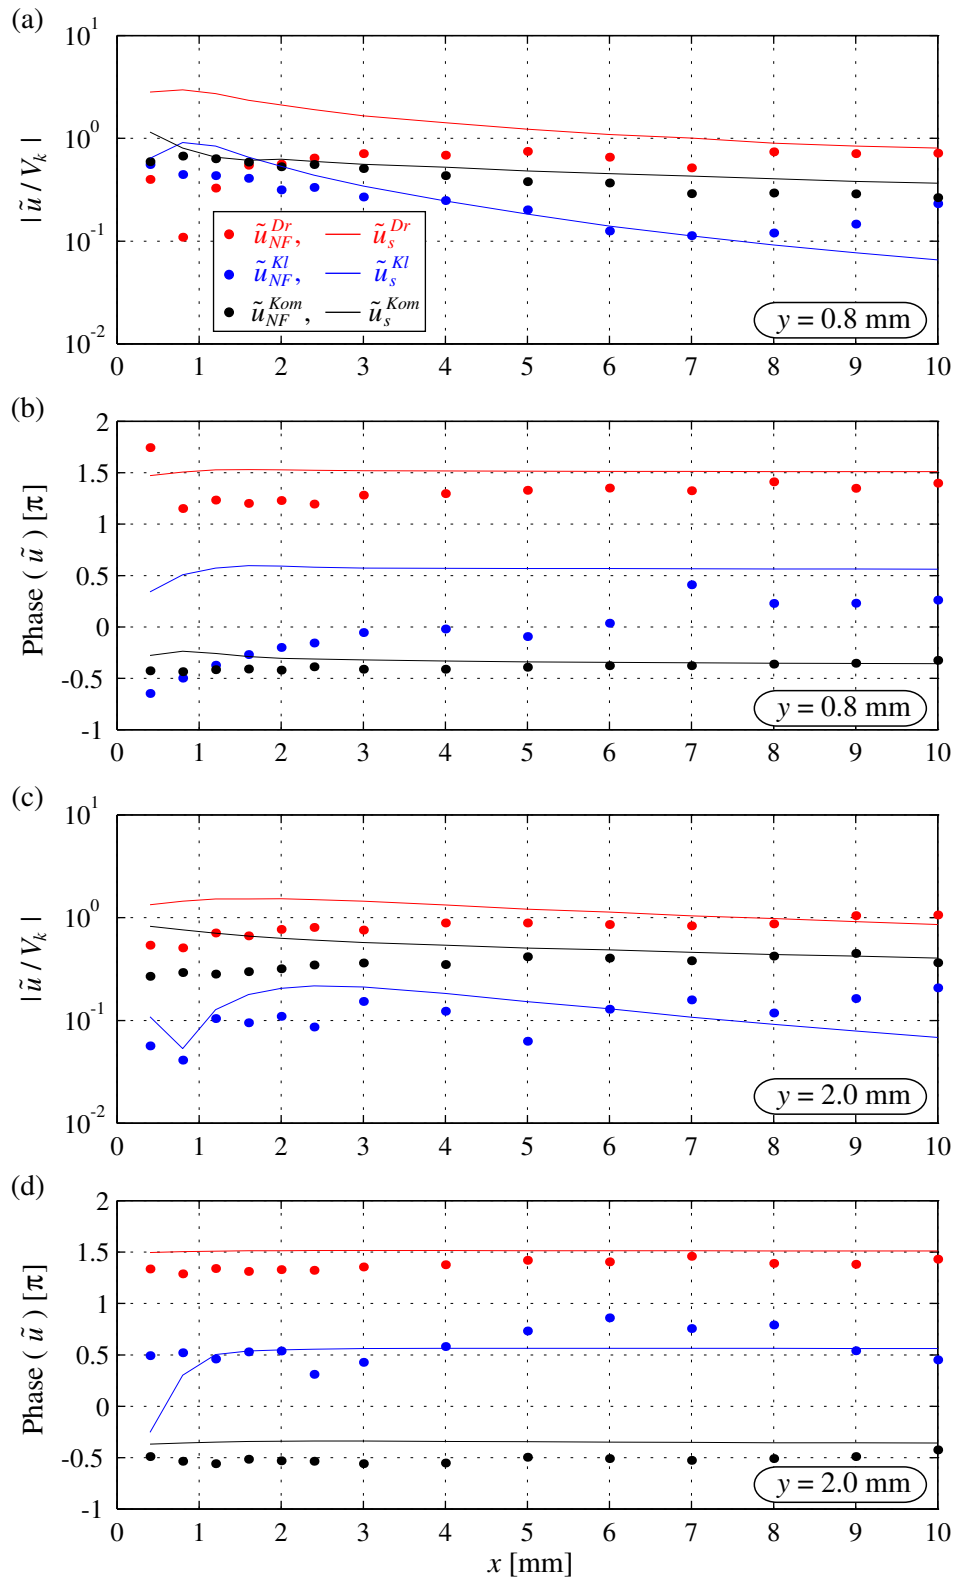 (a)
10^1
10^0
10^-1
10^-2
| ũ / V_k |
ũ_NF^Dr, ũ_s^Dr
ũ_NF^Kl, ũ_s^Kl
ũ_NF^Kom, ũ_s^Kom
y = 0.8 mm
0 1 2 3 4 5 6 7 8 9 10
(b)
2
1.5
1
0.5
0
-0.5
-1
Phase ( ũ ) [π]
y = 0.8 mm
0 1 2 3 4 5 6 7 8 9 10
(c)
10^1
10^0
10^-1
10^-2
| ũ / V_k |
y = 2.0 mm
0 1 2 3 4 5 6 7 8 9 10
(d)
2
1.5
1
0.5
0
-0.5
-1
Phase ( ũ ) [π]
y = 2.0 mm
0 1 2 3 4 5 6 7 8 9 10
x [mm]